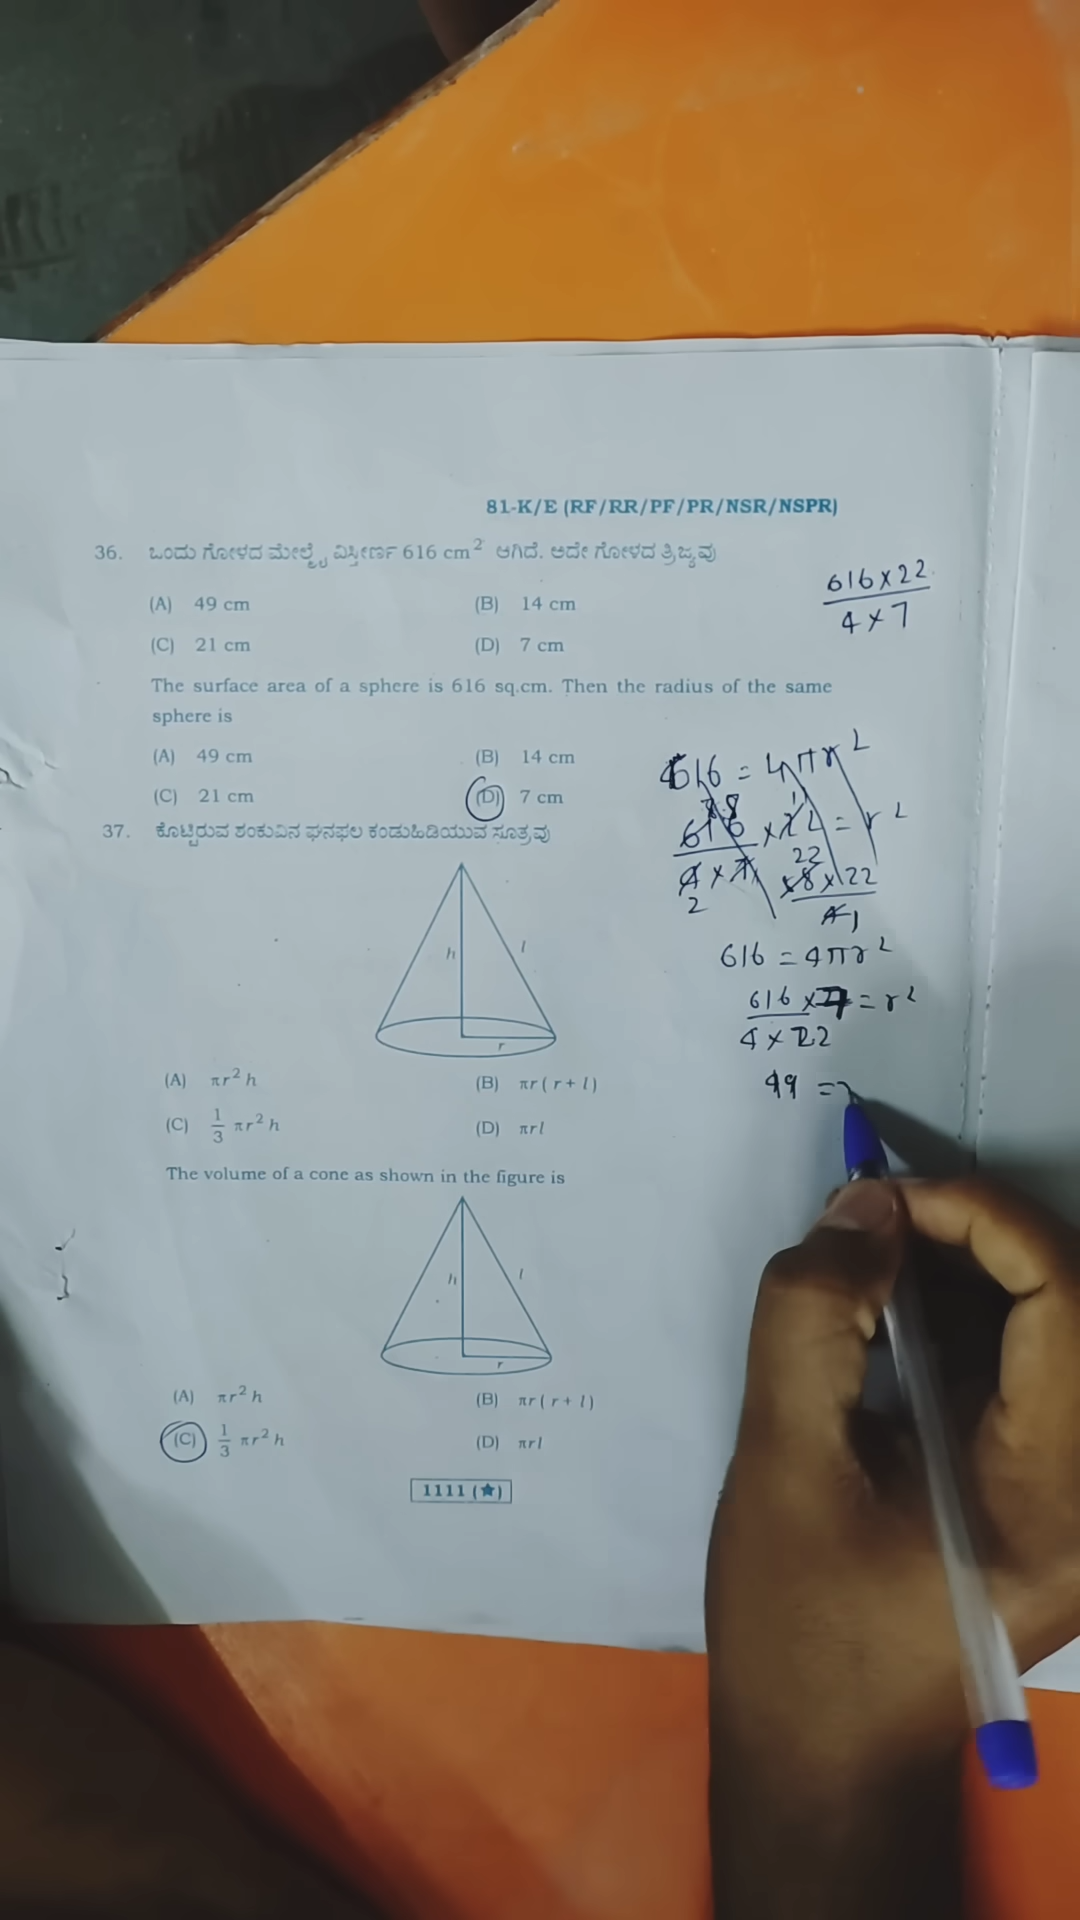 81-K/E (RF/RR/PF/PR/NSR/NSPR)
36. ಒಂದು ಗೋಳದ ಮೇಲ್ಮೈ ವಿಸ್ತೀರ್ಣ 616 cm² ಆಗಿದೆ. ಅದೇ ಗೋಳದ ತ್ರಿಜ್ಯವು
(A) 49 cm (B) 14 cm
(C) 21 cm (D) 7 cm
616 x 22
4 x 7
The surface area of a sphere is 616 sq.cm. Then the radius of the same
sphere is
(A) 49 cm (B) 14 cm
(C) 21 cm (D) 7 cm
616 = 4πr²
616 = 4πr²
616 x 7 = r²
4 x 22
49 =
37. ಕೊಟ್ಟಿರುವ ಶಂಕುವಿನ ಘನಫಲ ಕಂಡುಹಿಡಿಯುವ ಸೂತ್ರವು
h l
r
(A) πr²h (B) πr(r + l)
(C) 1/3 πr²h (D) πrl
The volume of a cone as shown in the figure is
h l
r
(A) πr²h (B) πr(r + l)
(C) 1/3 πr²h (D) πrl
1111 (★)